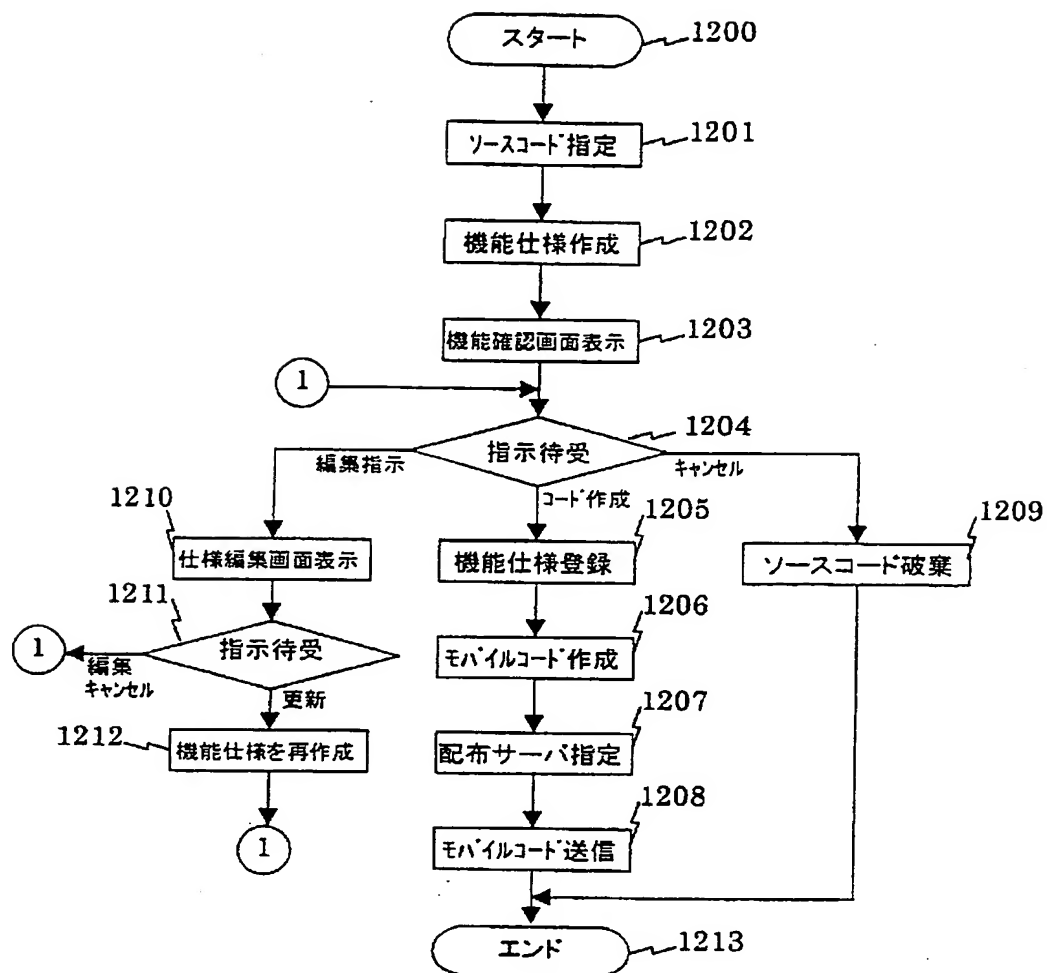 スタート
1200
ソースコード指定
1201
機能仕様作成
1202
機能確認画面表示
1203
1
指示待受
1204
編集指示
コード作成
キャンセル
1210
仕様編集画面表示
1205
機能仕様登録
1209
ソースコード破棄
1211
指示待受
1
編集
キャンセル
更新
1206
モバイルコード作成
1212
機能仕様を再作成
1207
配布サーバ指定
1
1208
モバイルコード送信
エンド
1213